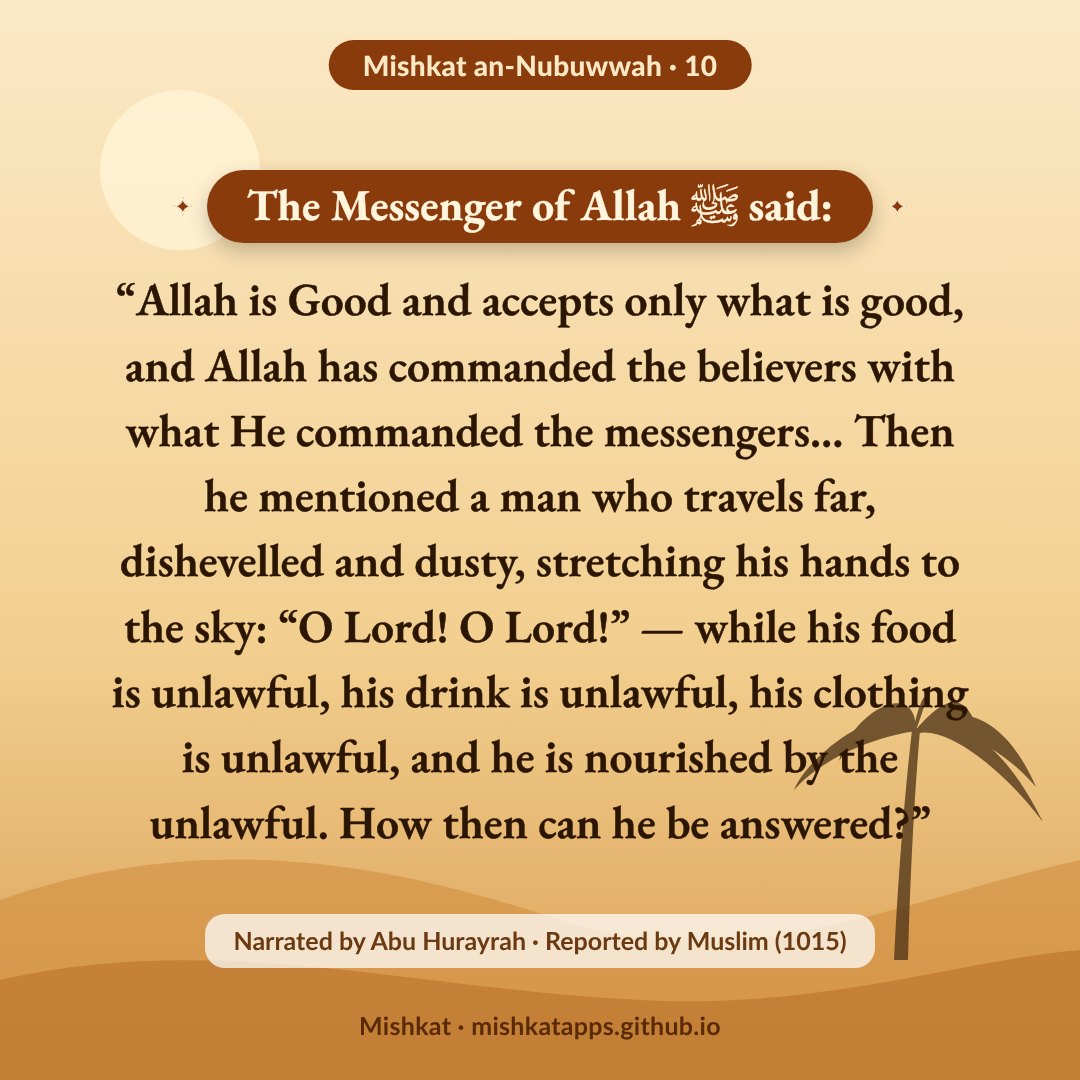 Mishkat an-Nubuwwah · 10
The Messenger of Allah ﷺ said:
“Allah is Good and accepts only what is good,
and Allah has commanded the believers with
what He commanded the messengers... Then
he mentioned a man who travels far,
dishevelled and dusty, stretching his hands to
the sky: “O Lord! O Lord!” — while his food
is unlawful, his drink is unlawful, his clothing
is unlawful, and he is nourished by the
unlawful. How then can he be answered?”
Narrated by Abu Hurayrah · Reported by Muslim (1015)
Mishkat · mishkatapps.github.io